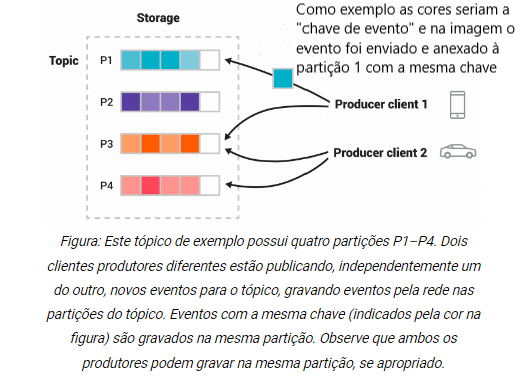 Storage
Como exemplo as cores seriam a
"chave de evento" e na imagem o
evento foi enviado e anexado à
partição 1 com a mesma chave
Topic
P1
P2
P3
P4
Producer client 1
Producer client 2
Figura: Este tópico de exemplo possui quatro partições P1–P4. Dois
clientes produtores diferentes estão publicando, independentemente um
do outro, novos eventos para o tópico, gravando eventos pela rede nas
partições do tópico. Eventos com a mesma chave (indicados pela cor na
figura) são gravados na mesma partição. Observe que ambos os
produtores podem gravar na mesma partição, se apropriado.